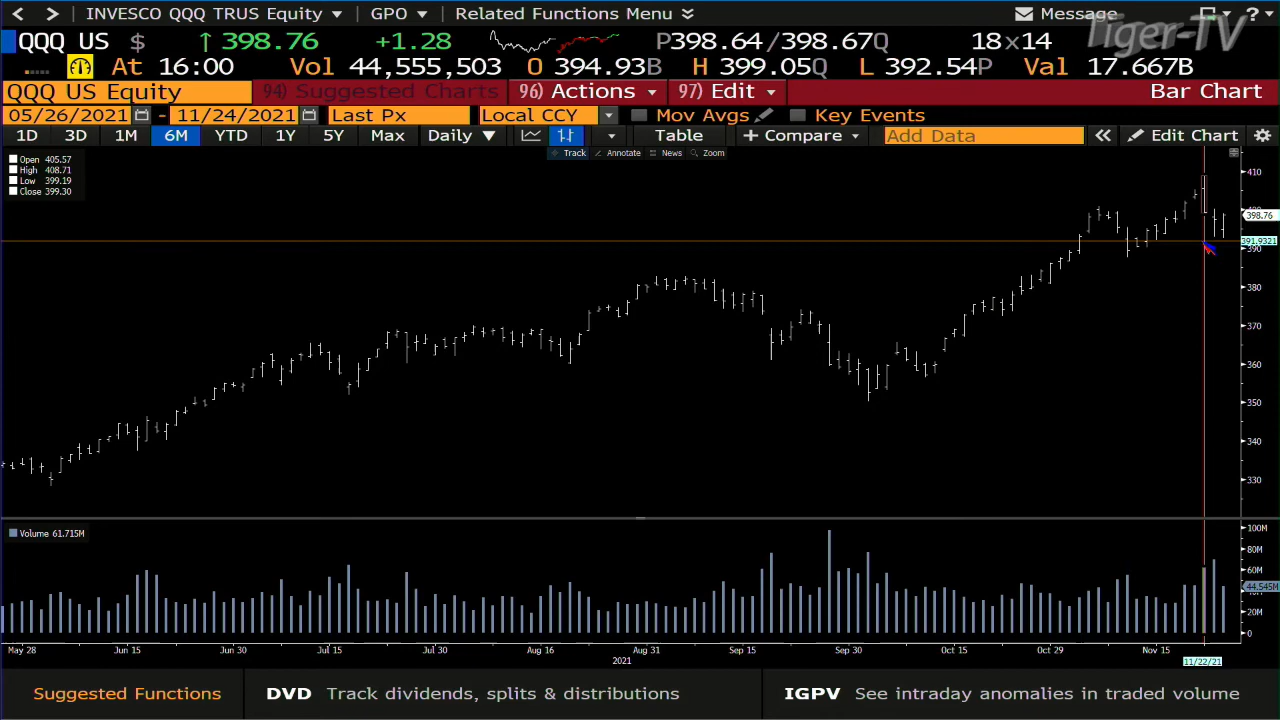 INVESCO QQQ TRUS Equity GPO Related Functions Menu Message ?
Tiger-TV
QQQ US $ ↑ 398.76 +1.28 P398.64/398.67Q 18x14
At 16:00 Vol 44,555,503 O 394.93B H 399.05Q L 392.54P Val 17.667B
QQQ US Equity 94) Suggested Charts 96) Actions 97) Edit Bar Chart
05/26/2021 - 11/24/2021 Last Px Local CCY Mov Avgs Key Events
1D 3D 1M 6M YTD 1Y 5Y Max Daily ▼ Table + Compare Add Data « Edit Chart
Track Annotate News Zoom
Open 405.57
High 408.71
Low 399.19
Close 399.30
410
400
398.76
391.9321
390
380
370
360
350
340
330
Volume 61.715M
100M
80M
60M
44.545M
20M
0
May 28 Jun 15 Jun 30 Jul 15 Jul 30 Aug 16 Aug 31 Sep 15 Sep 30 Oct 15 Oct 29 Nov 15
2021 11/22/21
Suggested Functions DVD Track dividends, splits & distributions IGPV See intraday anomalies in traded volume